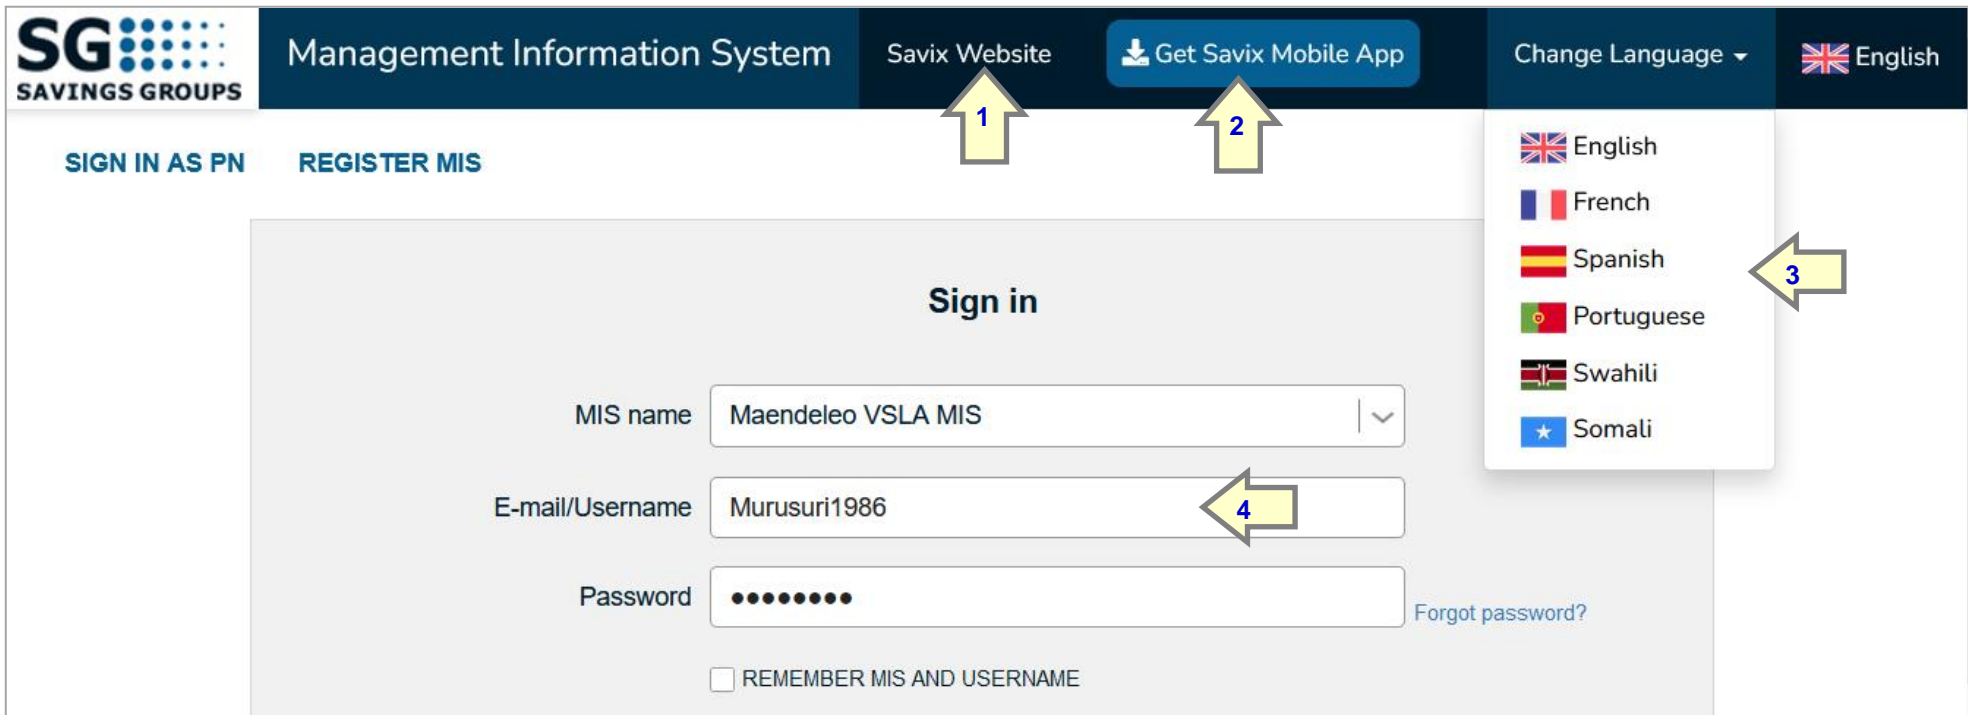 SG
SAVINGS GROUPS
Management Information System
Savix Website
Get Savix Mobile App
Change Language
English
1
2
SIGN IN AS PN
REGISTER MIS
English
French
Spanish
Portuguese
Swahili
Somali
3
Sign in
MIS name
Maendeleo VSLA MIS
E-mail/Username
Murusuri1986
4
Password
●●●●●●●●
Forgot password?
REMEMBER MIS AND USERNAME